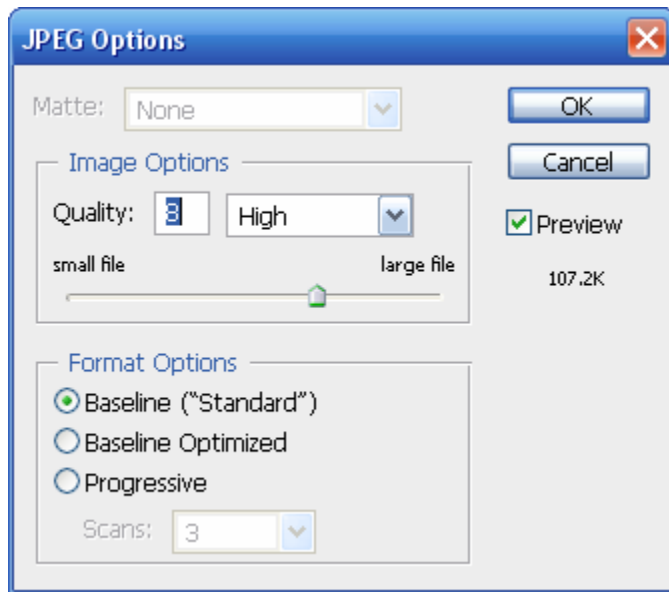 JPEG Options
Matte: None
OK
Image Options
Cancel
Quality: 8 High
Preview
small file large file
107.2K
Format Options
Baseline (“Standard”)
Baseline Optimized
Progressive
Scans: 3